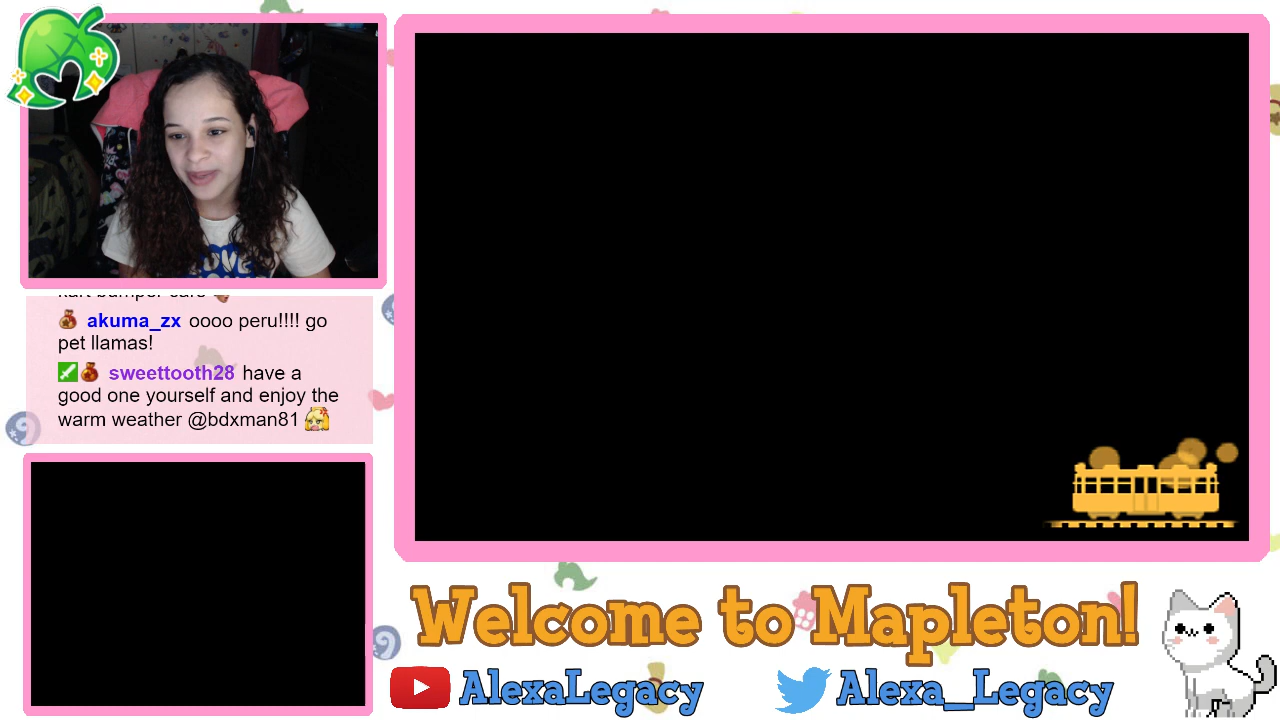 akuma_zx oooo peru!!!! go
pet llamas!
sweettooth28 have a
good one yourself and enjoy the
warm weather @bdxman81
Welcome to Mapleton!
AlexaLegacy
Alexa_Legacy